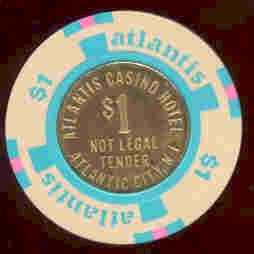 $1
atlantis
$1
atlantis
ATLANTIS CASINO HOTEL
$1
NOT LEGAL
TENDER
ATLANTIC CITY, N.J.